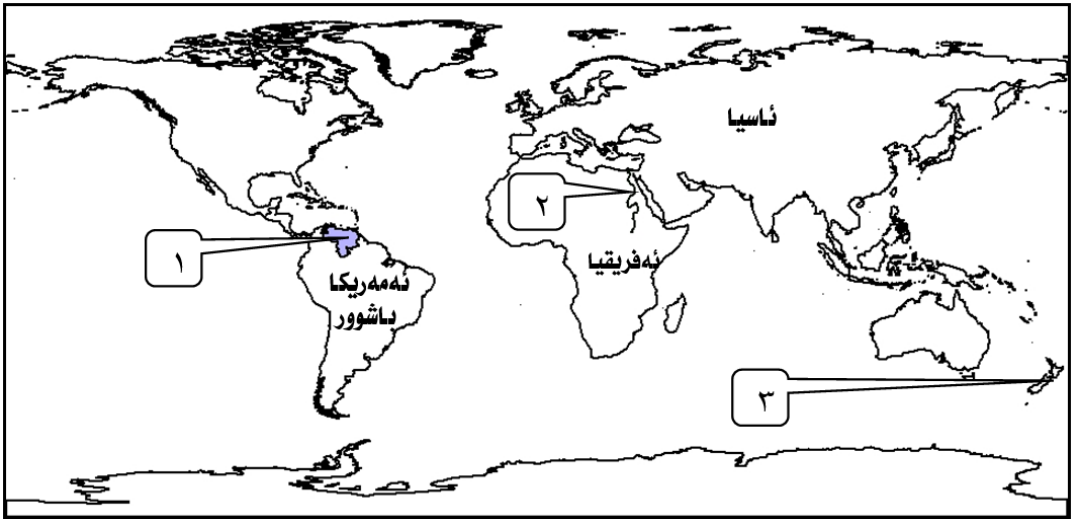 ئاسیا
٢
ئەفریقیا
١
ئەمەریکا
باشوور
٣